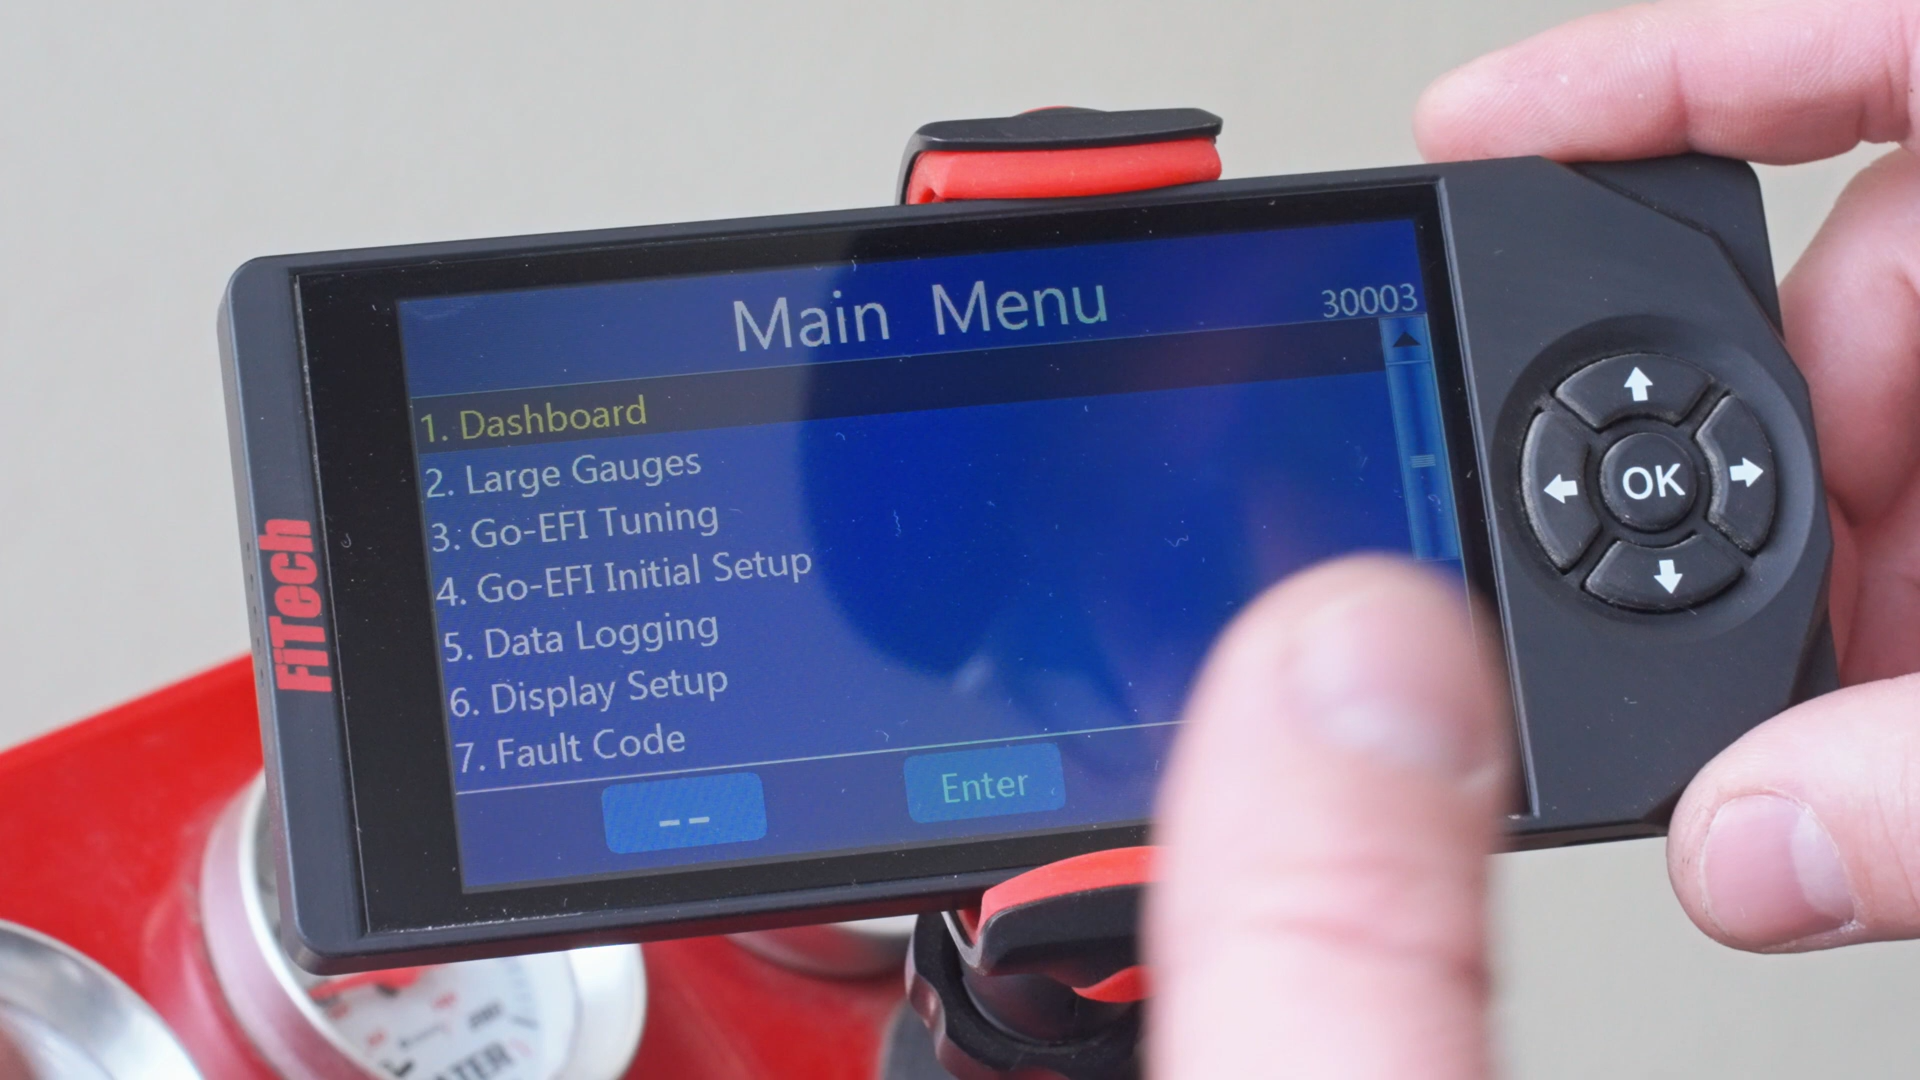 Main Menu
30003
1. Dashboard
2. Large Gauges
3. Go-EFI Tuning
4. Go-EFI Initial Setup
5. Data Logging
6. Display Setup
7. Fault Code
--
Enter
FiTech
OK